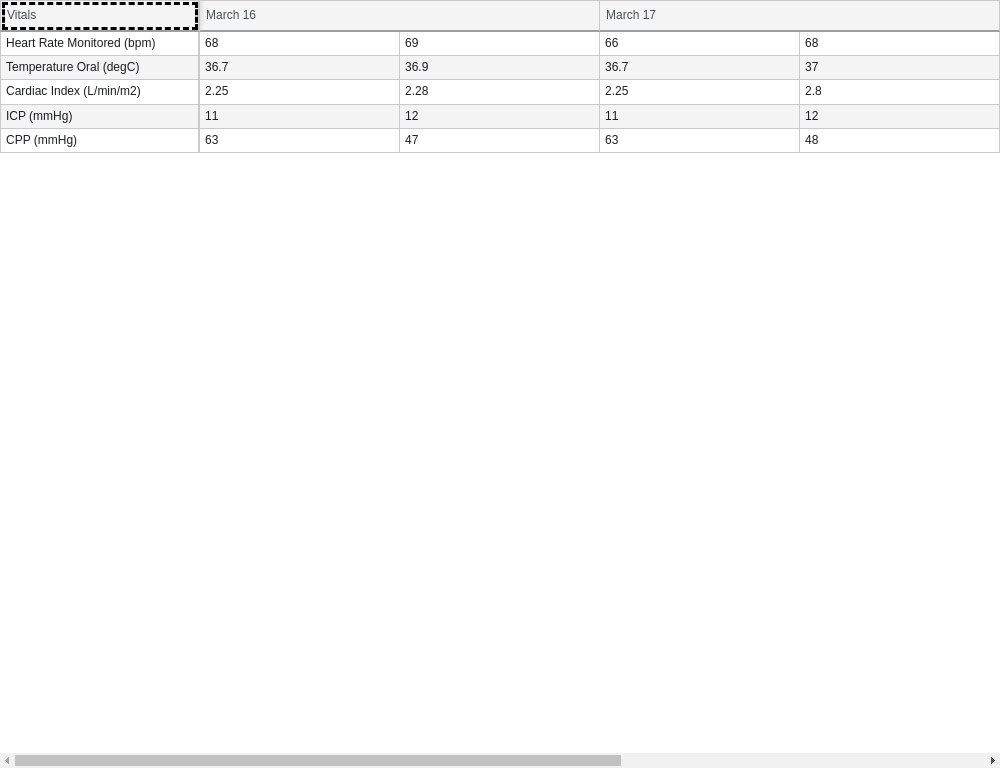 Vitals March 16 March 17
Heart Rate Monitored (bpm) 68 69 66 68
Temperature Oral (degC) 36.7 36.9 36.7 37
Cardiac Index (L/min/m2) 2.25 2.28 2.25 2.8
ICP (mmHg) 11 12 11 12
CPP (mmHg) 63 47 63 48